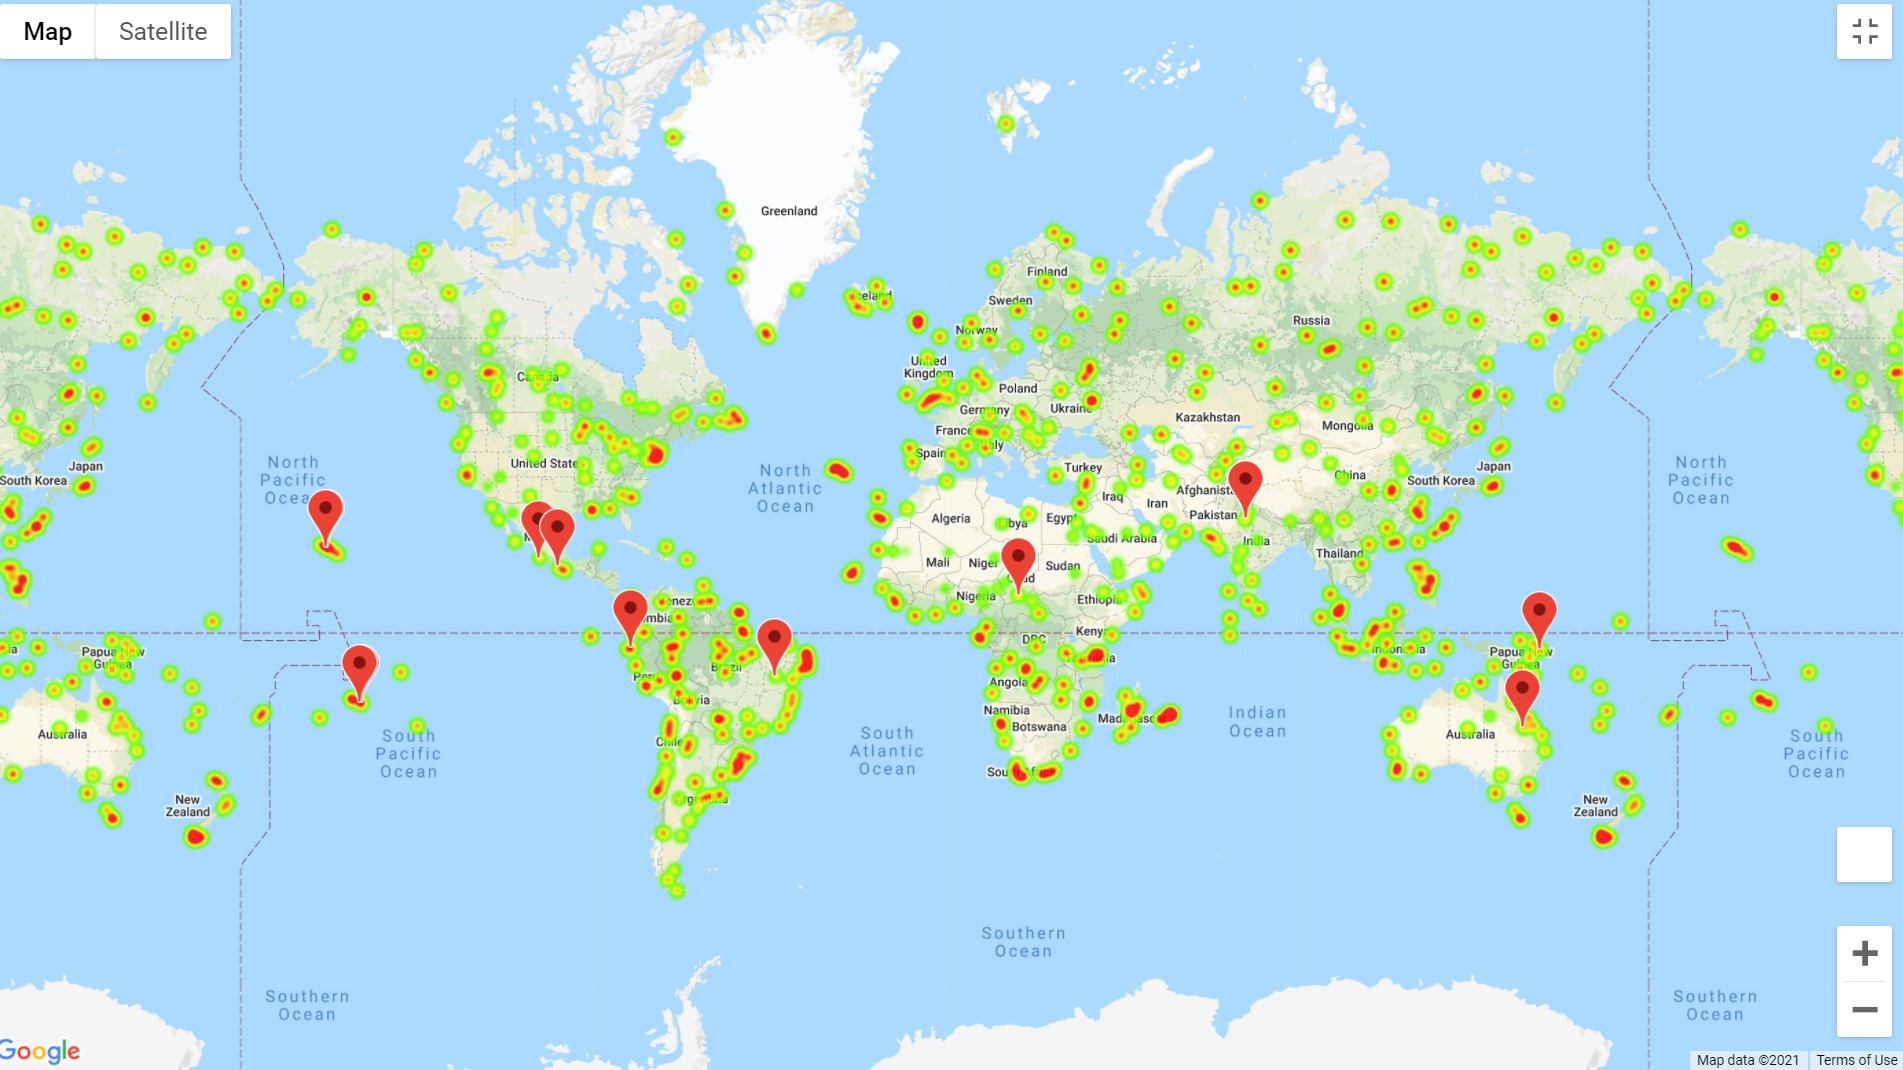 Map
Satellite
Greenland
Iceland
Finland
Sweden
Norway
Russia
United
Kingdom
Poland
Canada
Germany
Ukraine
Kazakhstan
France
Mongolia
Italy
Spain
United States
Turkey
Japan
South Korea
North
Pacific
Ocean
North
Atlantic
Ocean
China
South Korea
Japan
North
Pacific
Ocean
Iraq
Iran
Afghanistan
Pakistan
Algeria
Libya
Egypt
Saudi Arabia
India
Thailand
Mali
Niger
Sudan
Chad
Nigeria
Ethiopia
Venezuela
Kenya
DRC
Papua New
Guinea
Indonesia
Papua New
Guinea
Tanzania
Brazil
Peru
Angola
Bolivia
Namibia
Botswana
Madagascar
Indian
Ocean
Australia
South
Pacific
Ocean
Chile
South
Atlantic
Ocean
Australia
South
Pacific
Ocean
South Africa
New
Zealand
Argentina
New
Zealand
Southern
Ocean
Southern
Ocean
Southern
Ocean
Google
Map data ©2021
Terms of Use